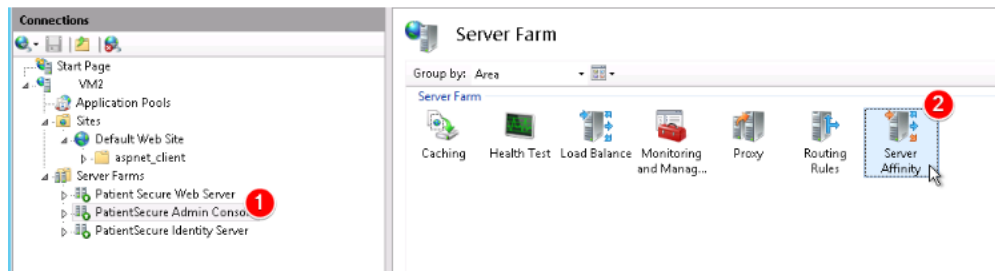 Connections
Start Page
VM2
Application Pools
Sites
Default Web Site
aspnet_client
Server Farms
Patient Secure Web Server
PatientSecure Admin Conso
1
PatientSecure Identity Server
Server Farm
Group by: Area
Server Farm
2
Caching
Health Test
Load Balance
Monitoring
and Manag...
Proxy
Routing
Rules
Server
Affinity